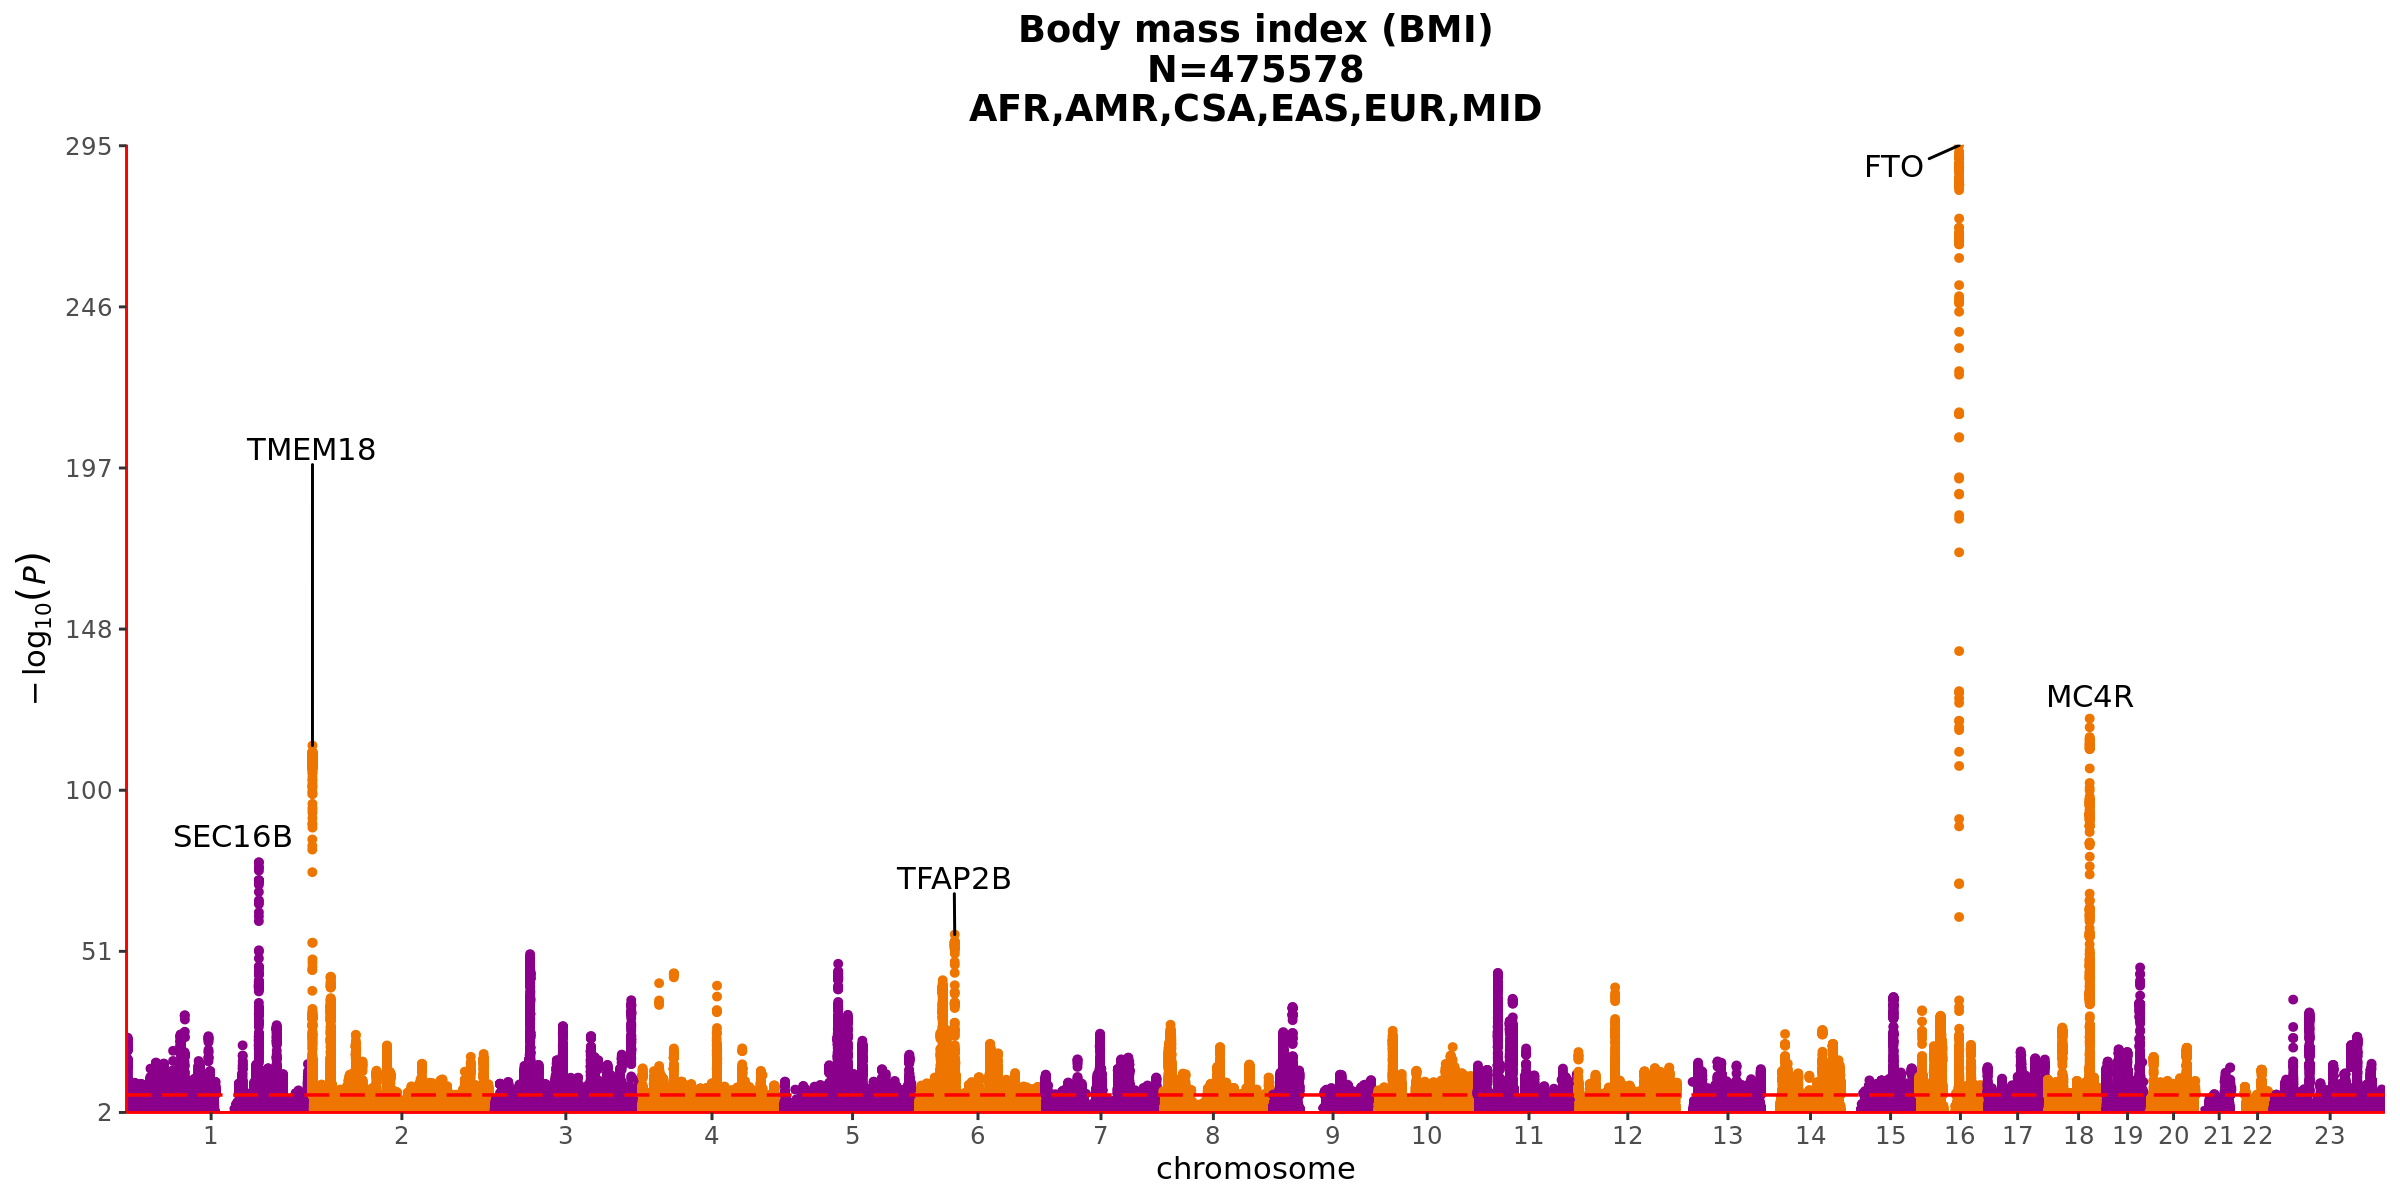 Body mass index (BMI)
N=475578
AFR,AMR,CSA,EAS,EUR,MID
295
FTO
246
TMEM18
197
148
MC4R
100
SEC16B
TFAP2B
51
2
−log₁₀(P)
1 2 3 4 5 6 7 8 9 10 11 12 13 14 15 16 17 18 19 20 21 22 23
chromosome